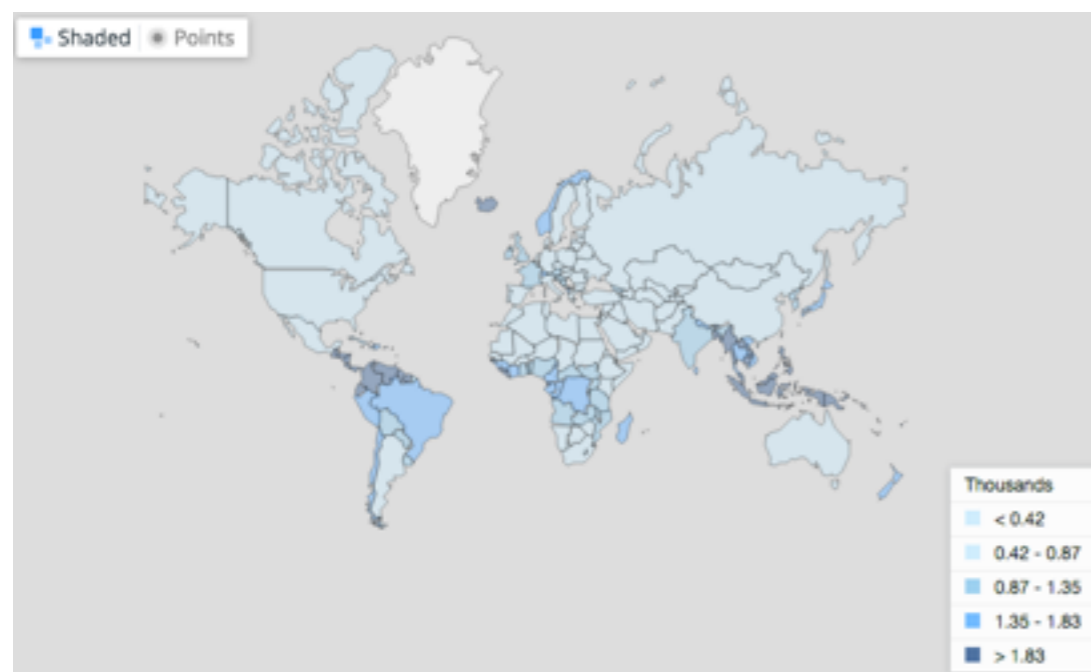 Shaded Points
Thousands
< 0.42
0.42 - 0.87
0.87 - 1.35
1.35 - 1.83
> 1.83